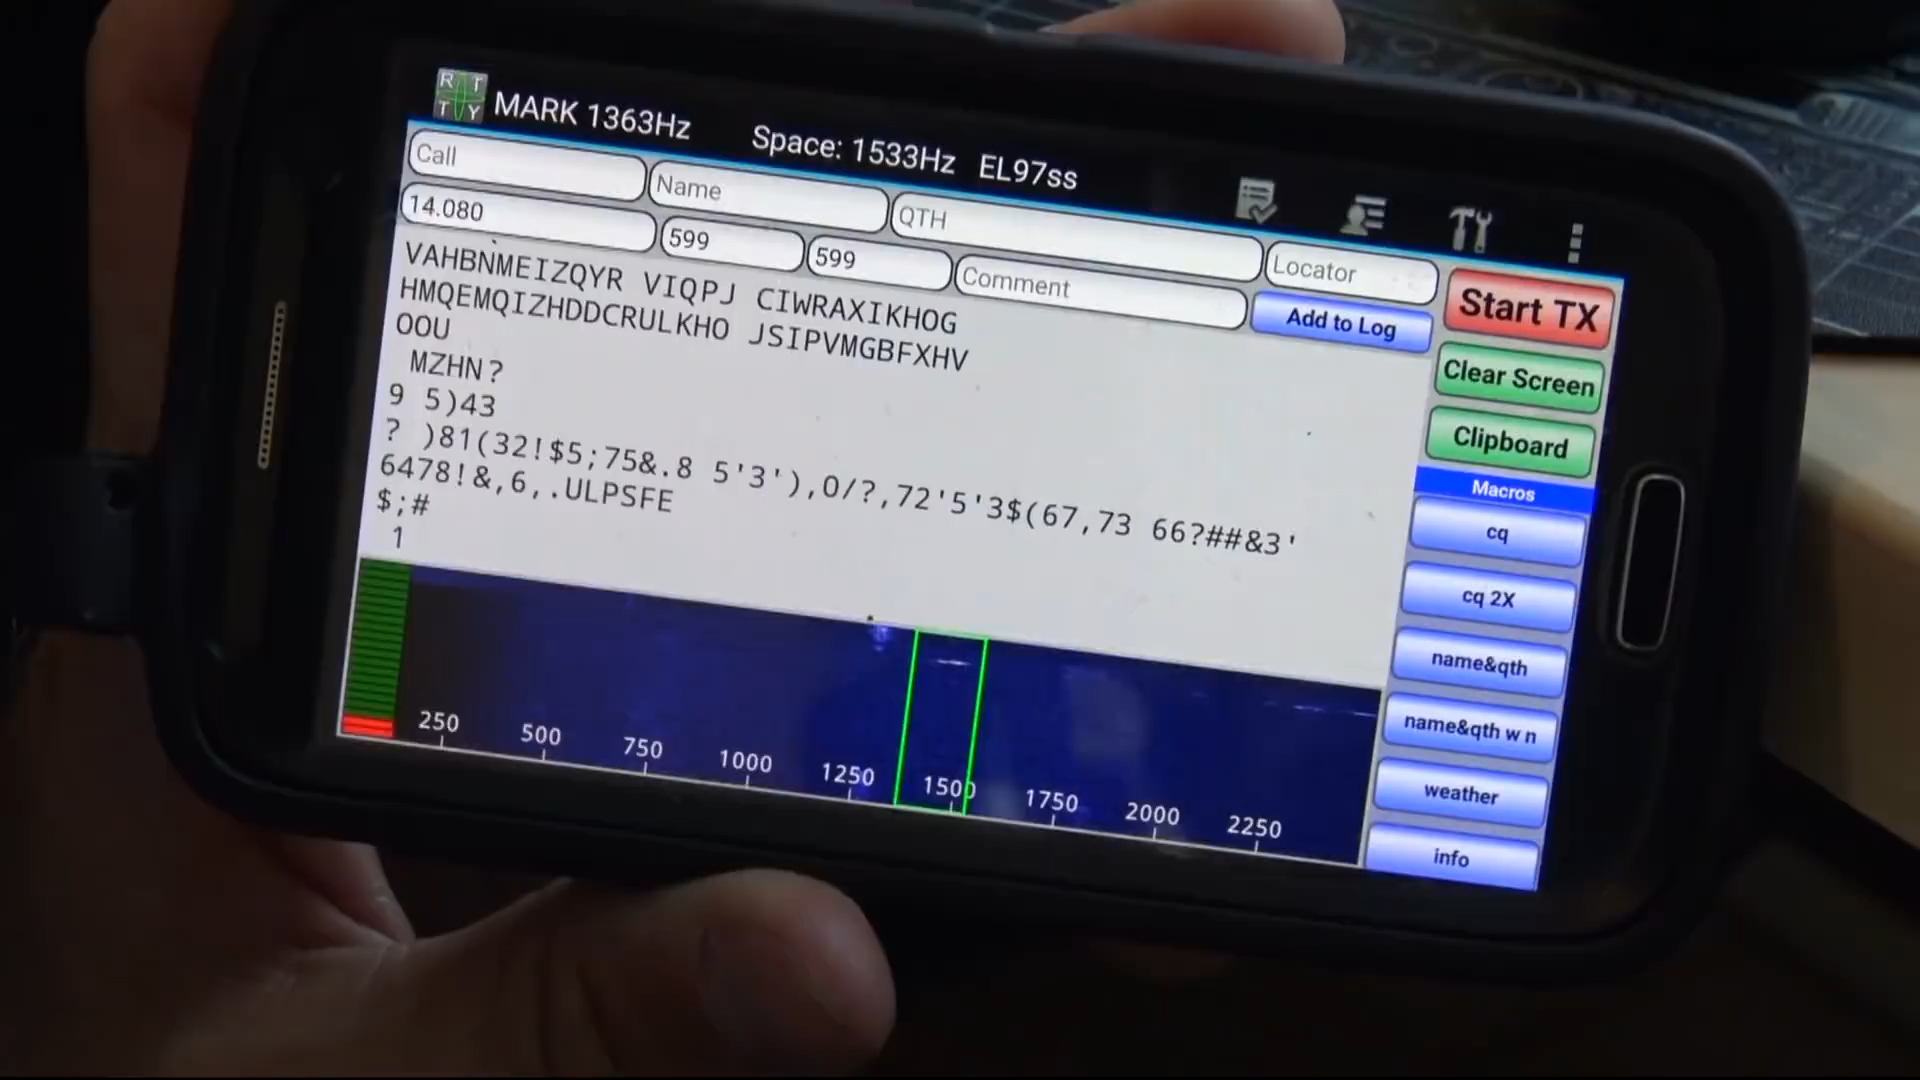 R T
T Y
MARK 1363Hz Space: 1533Hz EL97ss
Call Name QTH Locator
14.080 599 599 Comment Add to Log
VAHBNMEIZQYR VIQPJ CIWRAXIKHOG
HMQEMQIZHDDCRULKHO JSIPVMGBFXHV
OOU
MZHN?
9 5)43
? )81(32!$5;75&.8 5'3'),0/?,72'5'3$(67,73 66?##&3'
6478!&,6,.ULPSFE
$;#
1
Start TX
Clear Screen
Clipboard
Macros
cq
cq 2X
name&qth
name&qth w n
weather
info
250 500 750 1000 1250 1500 1750 2000 2250